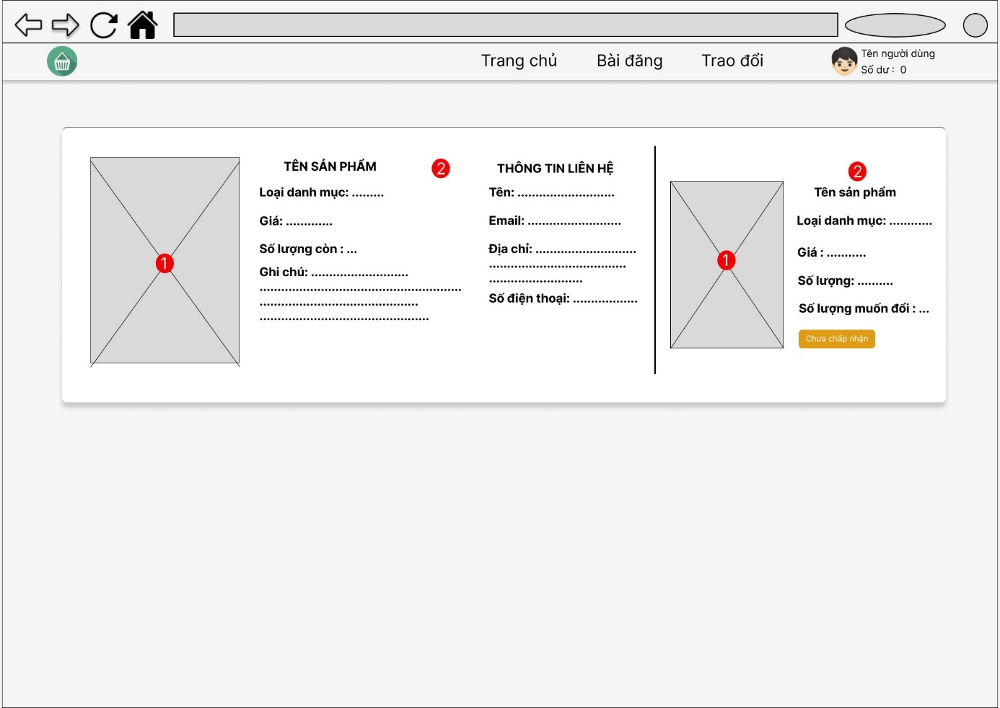 Trang chủ
Bài đăng
Trao đổi
Tên người dùng
Số dư : 0
TÊN SẢN PHẨM
2
Loại danh mục: .........
Giá: .............
Số lượng còn : ...
Ghi chú: ...........................
........................................................
............................................
...............................................
1
THÔNG TIN LIÊN HỆ
Tên: ...........................
Email: ..........................
Địa chỉ: ............................
......................................
..........................
Số điện thoại: ..................
1
2
Tên sản phẩm
Loại danh mục: ............
Giá : ...........
Số lượng: ..........
Số lượng muốn đổi : ...
Chưa chấp nhận